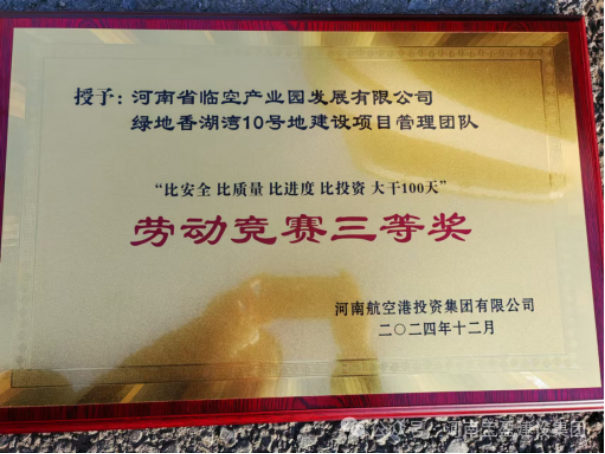 授予：河南省临空产业园发展有限公司
绿地香湖湾10号地建设项目管理团队
“比安全 比质量 比进度 比投资 大干100天”
劳动竞赛三等奖
河南航空港投资集团有限公司
二〇二四年十二月